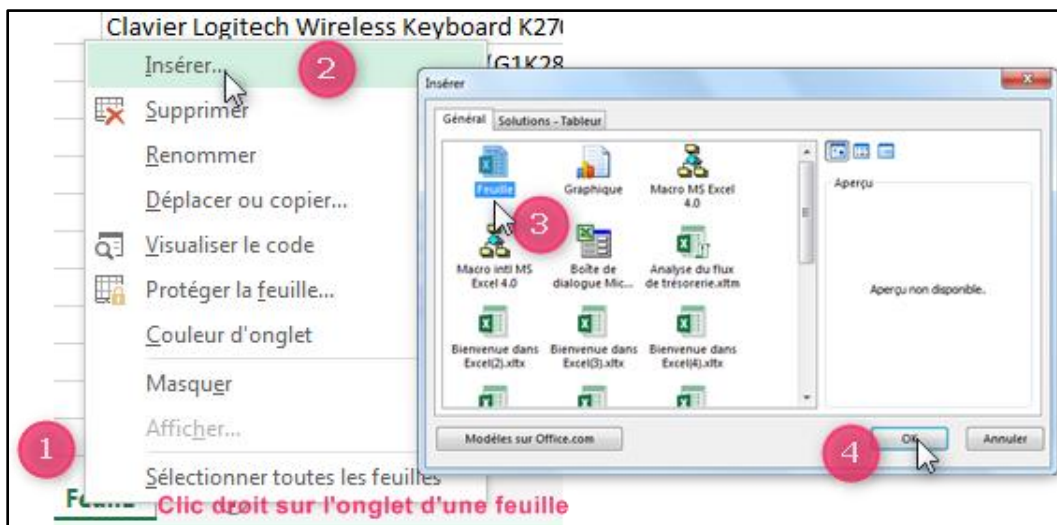 Clavier Logitech Wireless Keyboard K270
(G1K28
Insérer...
2
Supprimer
Renommer
Déplacer ou copier...
Visualiser le code
Protéger la feuille...
Couleur d'onglet
Masquer
Afficher...
Sélectionner toutes les feuilles
1
Clic droit sur l'onglet d'une feuille
Insérer
Général
Solutions - Tableur
Feuille
Graphique
Macro MS Excel
4.0
3
Macro intl MS
Excel 4.0
Boîte de
dialogue Mic...
Analyse du flux
de trésorerie.xltm
Bienvenue dans
Excel(2).xltx
Bienvenue dans
Excel(3).xltx
Bienvenue dans
Excel(4).xltx
Aperçu
Aperçu non disponible.
Modèles sur Office.com
4
OK
Annuler